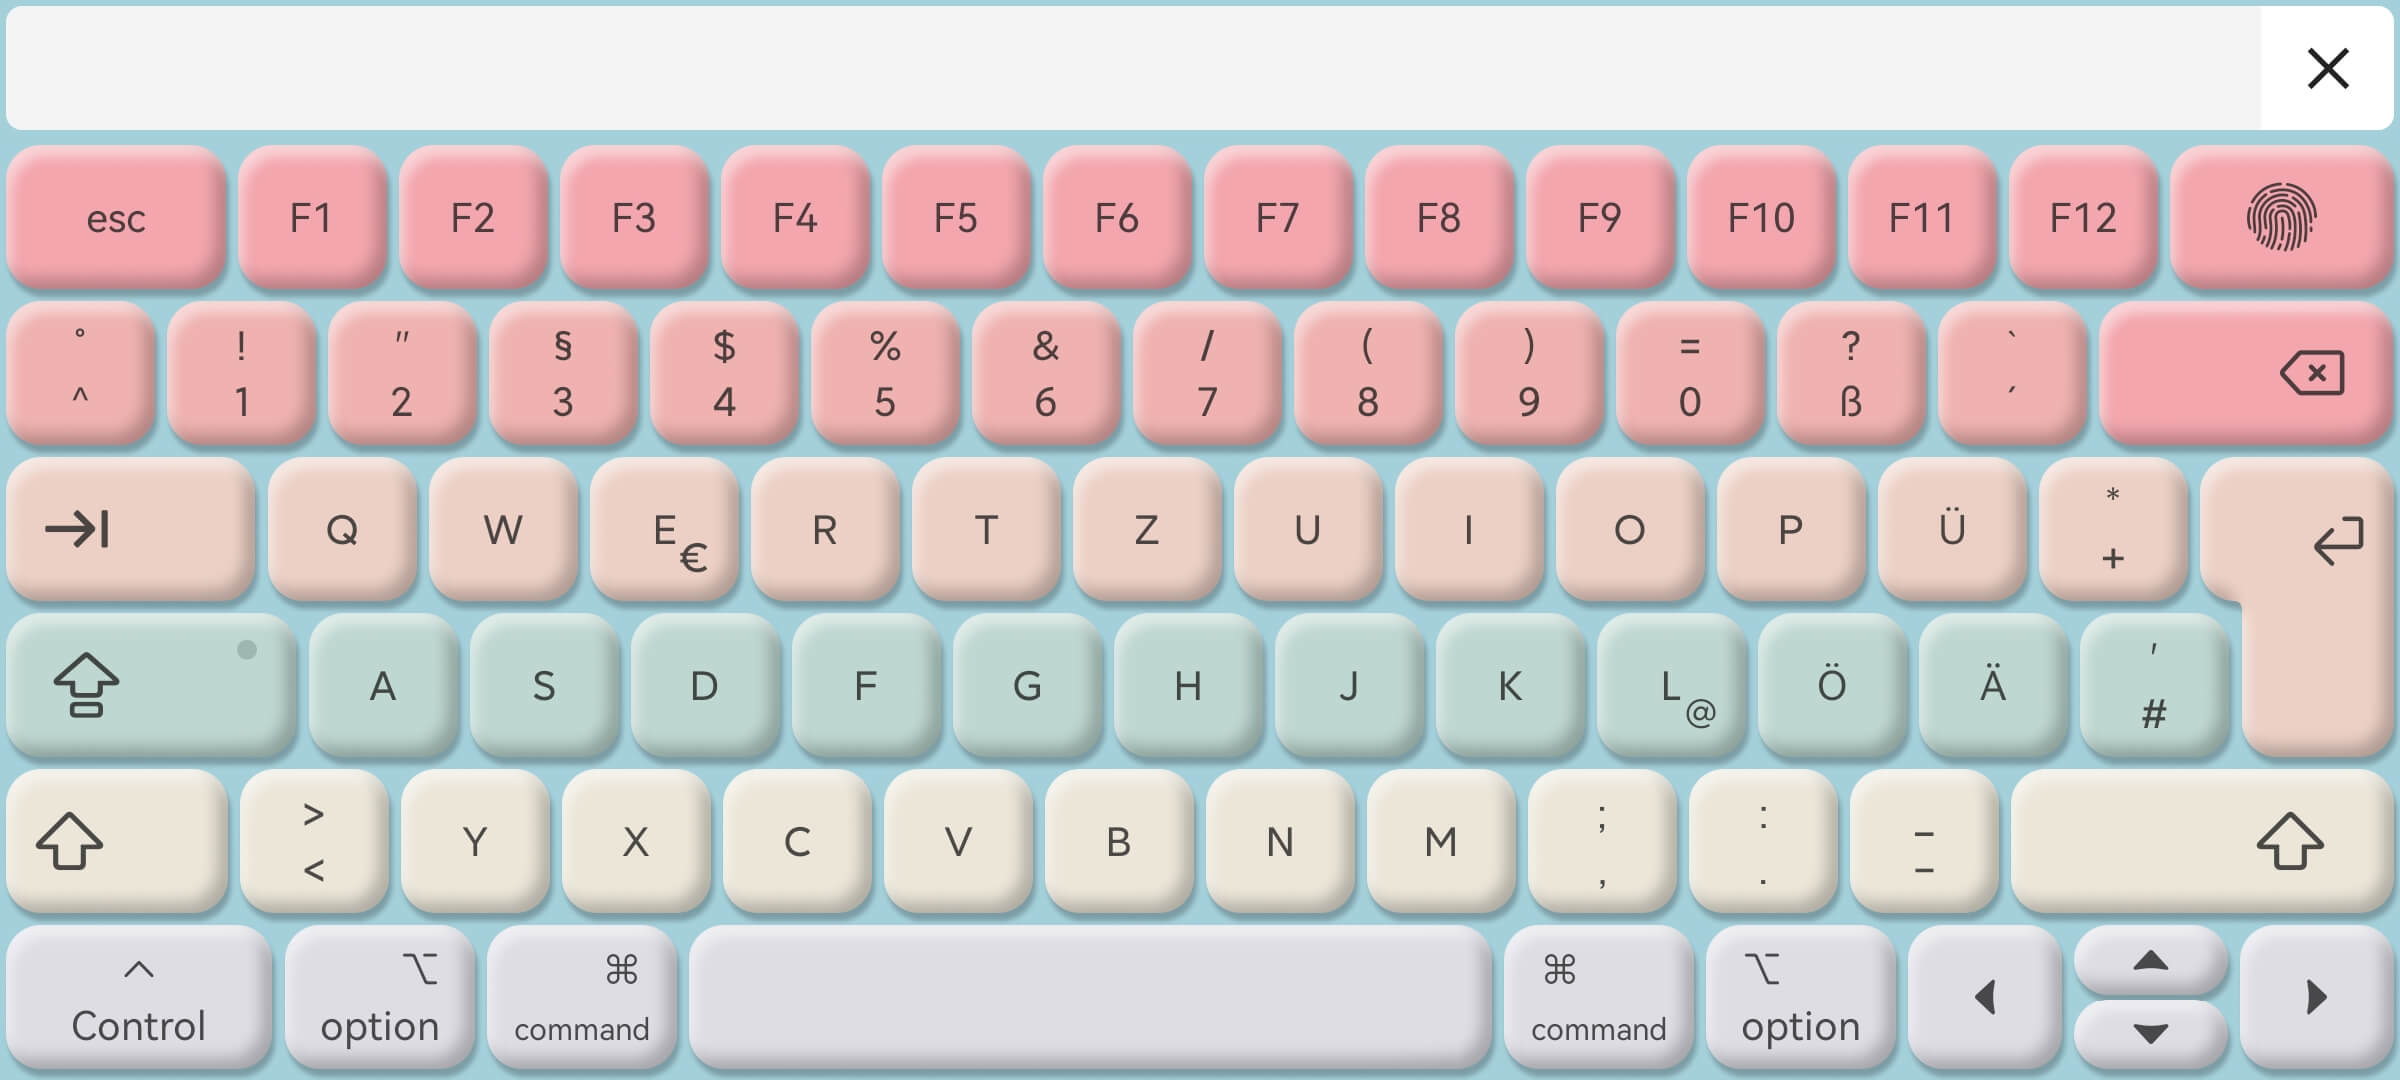 esc F1 F2 F3 F4 F5 F6 F7 F8 F9 F10 F11 F12
° ! " § $ % & / ( ) = ? `
^ 1 2 3 4 5 6 7 8 9 0 ß ´
Q W E € R T Z U I O P Ü * +
A S D F G H J K L @ Ö Ä ' #
> < Y X C V B N M ; , : . – –
^ ⌥ ⌘ ⌘ ⌥
Control option command command option